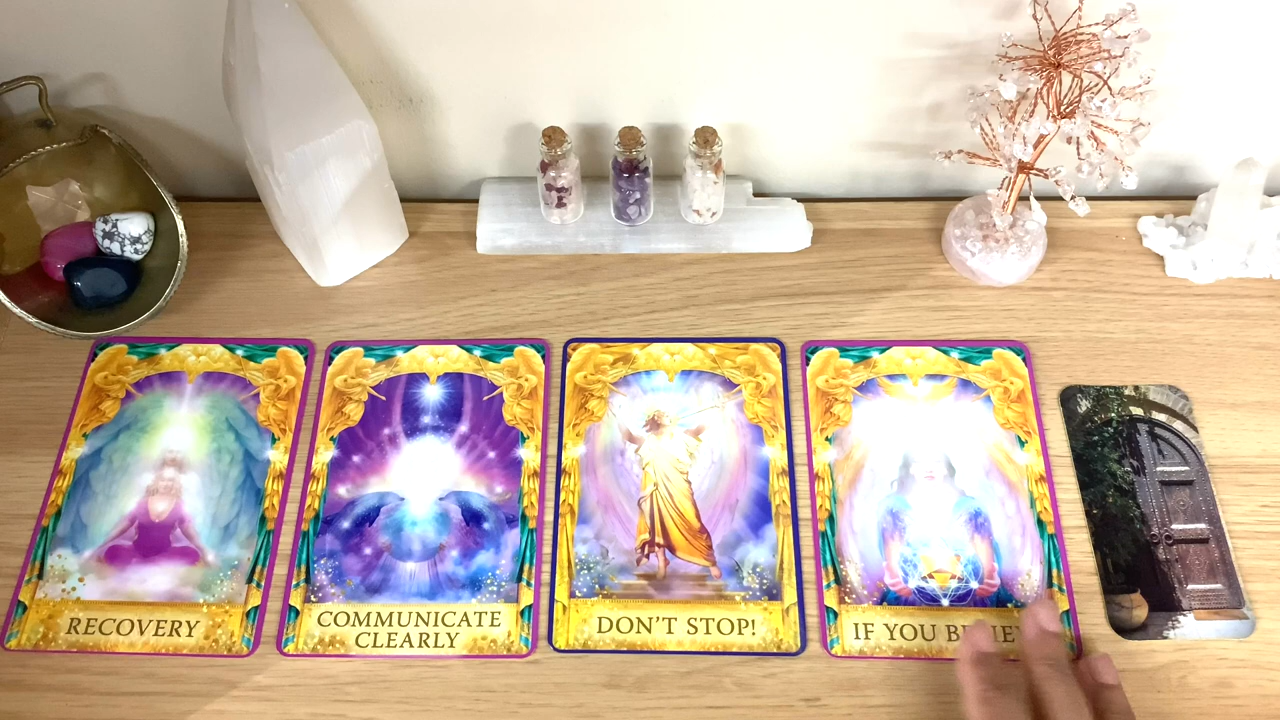 RECOVERY
COMMUNICATE
CLEARLY
DON'T STOP!
IF YOU